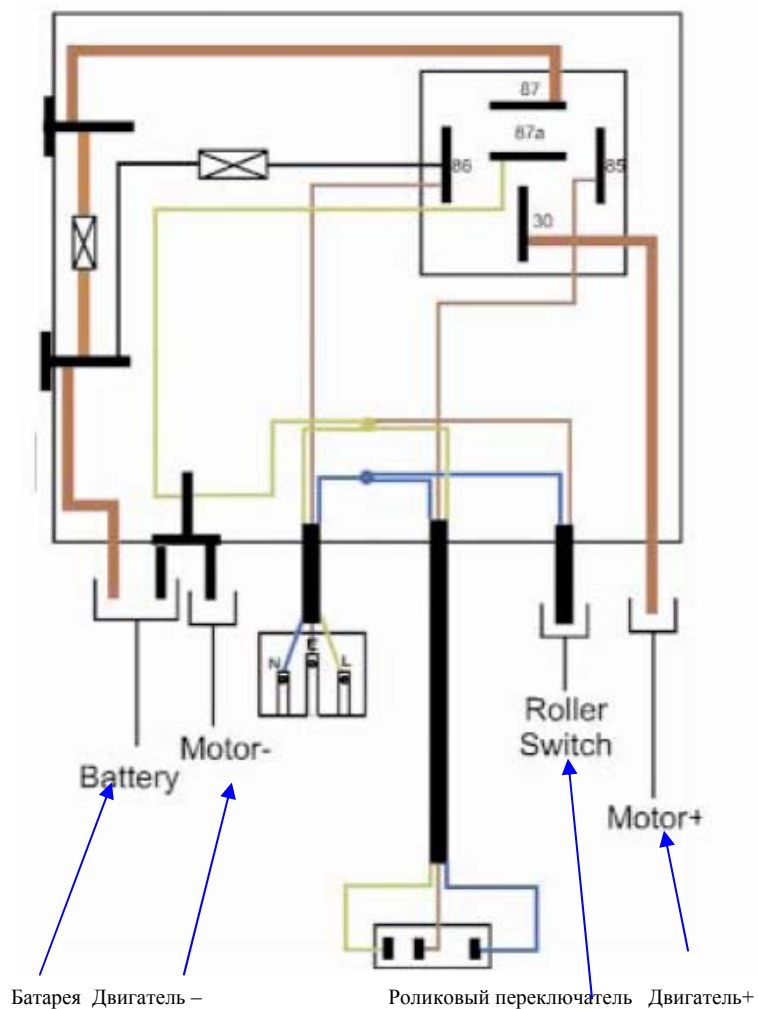 87
87a
86
85
30
N
E
L
Roller
Switch
Motor-
Battery
Motor+
Батарея Двигатель –
Роликовый переключатель Двигатель+